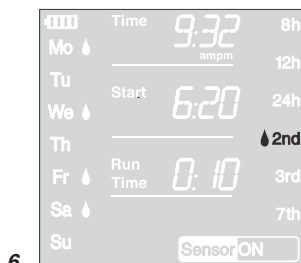 Time 9:32 8h
ampm
Mo 12h
Tu
Start 6:20 24h
We
Th 2nd
Run
Time 0:10
Fr 3rd
Sa 7th
Su Sensor ON
6